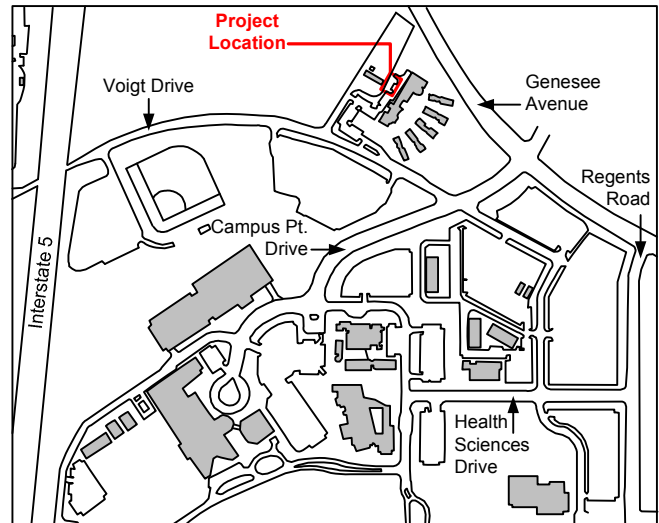 Project
Location
Voigt Drive
Genesee
Avenue
Regents
Road
Campus Pt.
Drive
Interstate 5
Health
Sciences
Drive